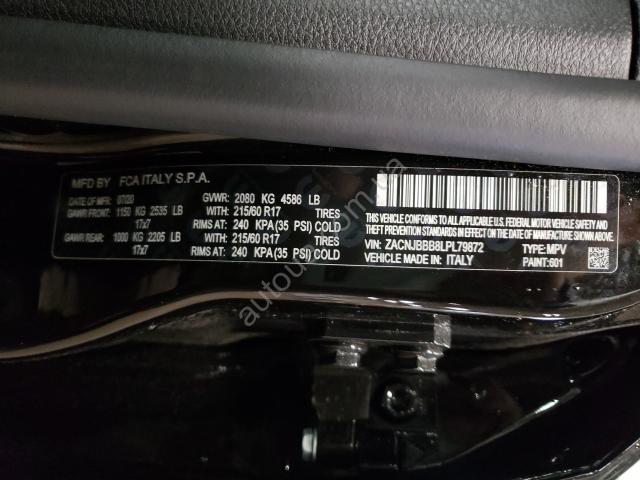 MFD BY FCA ITALY S.P.A.
DATE OF MFR: 07/20 GVWR: 2080 KG 4586 LB
GAWR FRONT: 1150 KG 2535 LB WITH: 215/60 R17 TIRES
17x7 RIMS AT: 240 KPA (35 PSI) COLD
GAWR REAR: 1000 KG 2205 LB WITH: 215/60 R17 TIRES
17x7 RIMS AT: 240 KPA (35 PSI) COLD
THIS VEHICLE CONFORMS TO ALL APPLICABLE U.S. FEDERAL MOTOR VEHICLE SAFETY AND
THEFT PREVENTION STANDARDS IN EFFECT ON THE DATE OF MANUFACTURE SHOWN ABOVE.
VIN: ZACNJBBB8LPL79872 TYPE: MPV
VEHICLE MADE IN: ITALY PAINT: 601